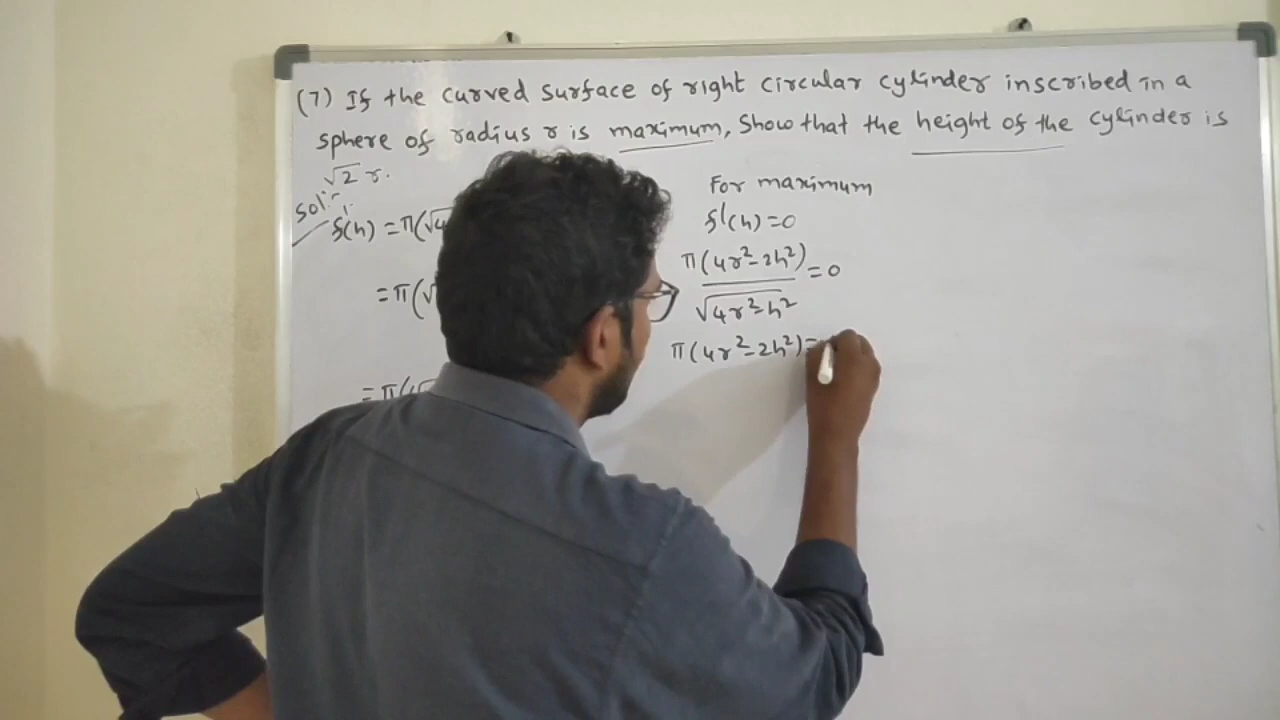 (7) If the curved surface of right circular cylinder inscribed in a
sphere of radius r is maximum, Show that the height of the cylinder is
√2 r.
Sol:-
f'(h) = π(√4
= π(√
= π(√
For maximum
f'(h) = 0
π(4r²-2h²)/√4r²-h² = 0
π(4r²-2h²) =